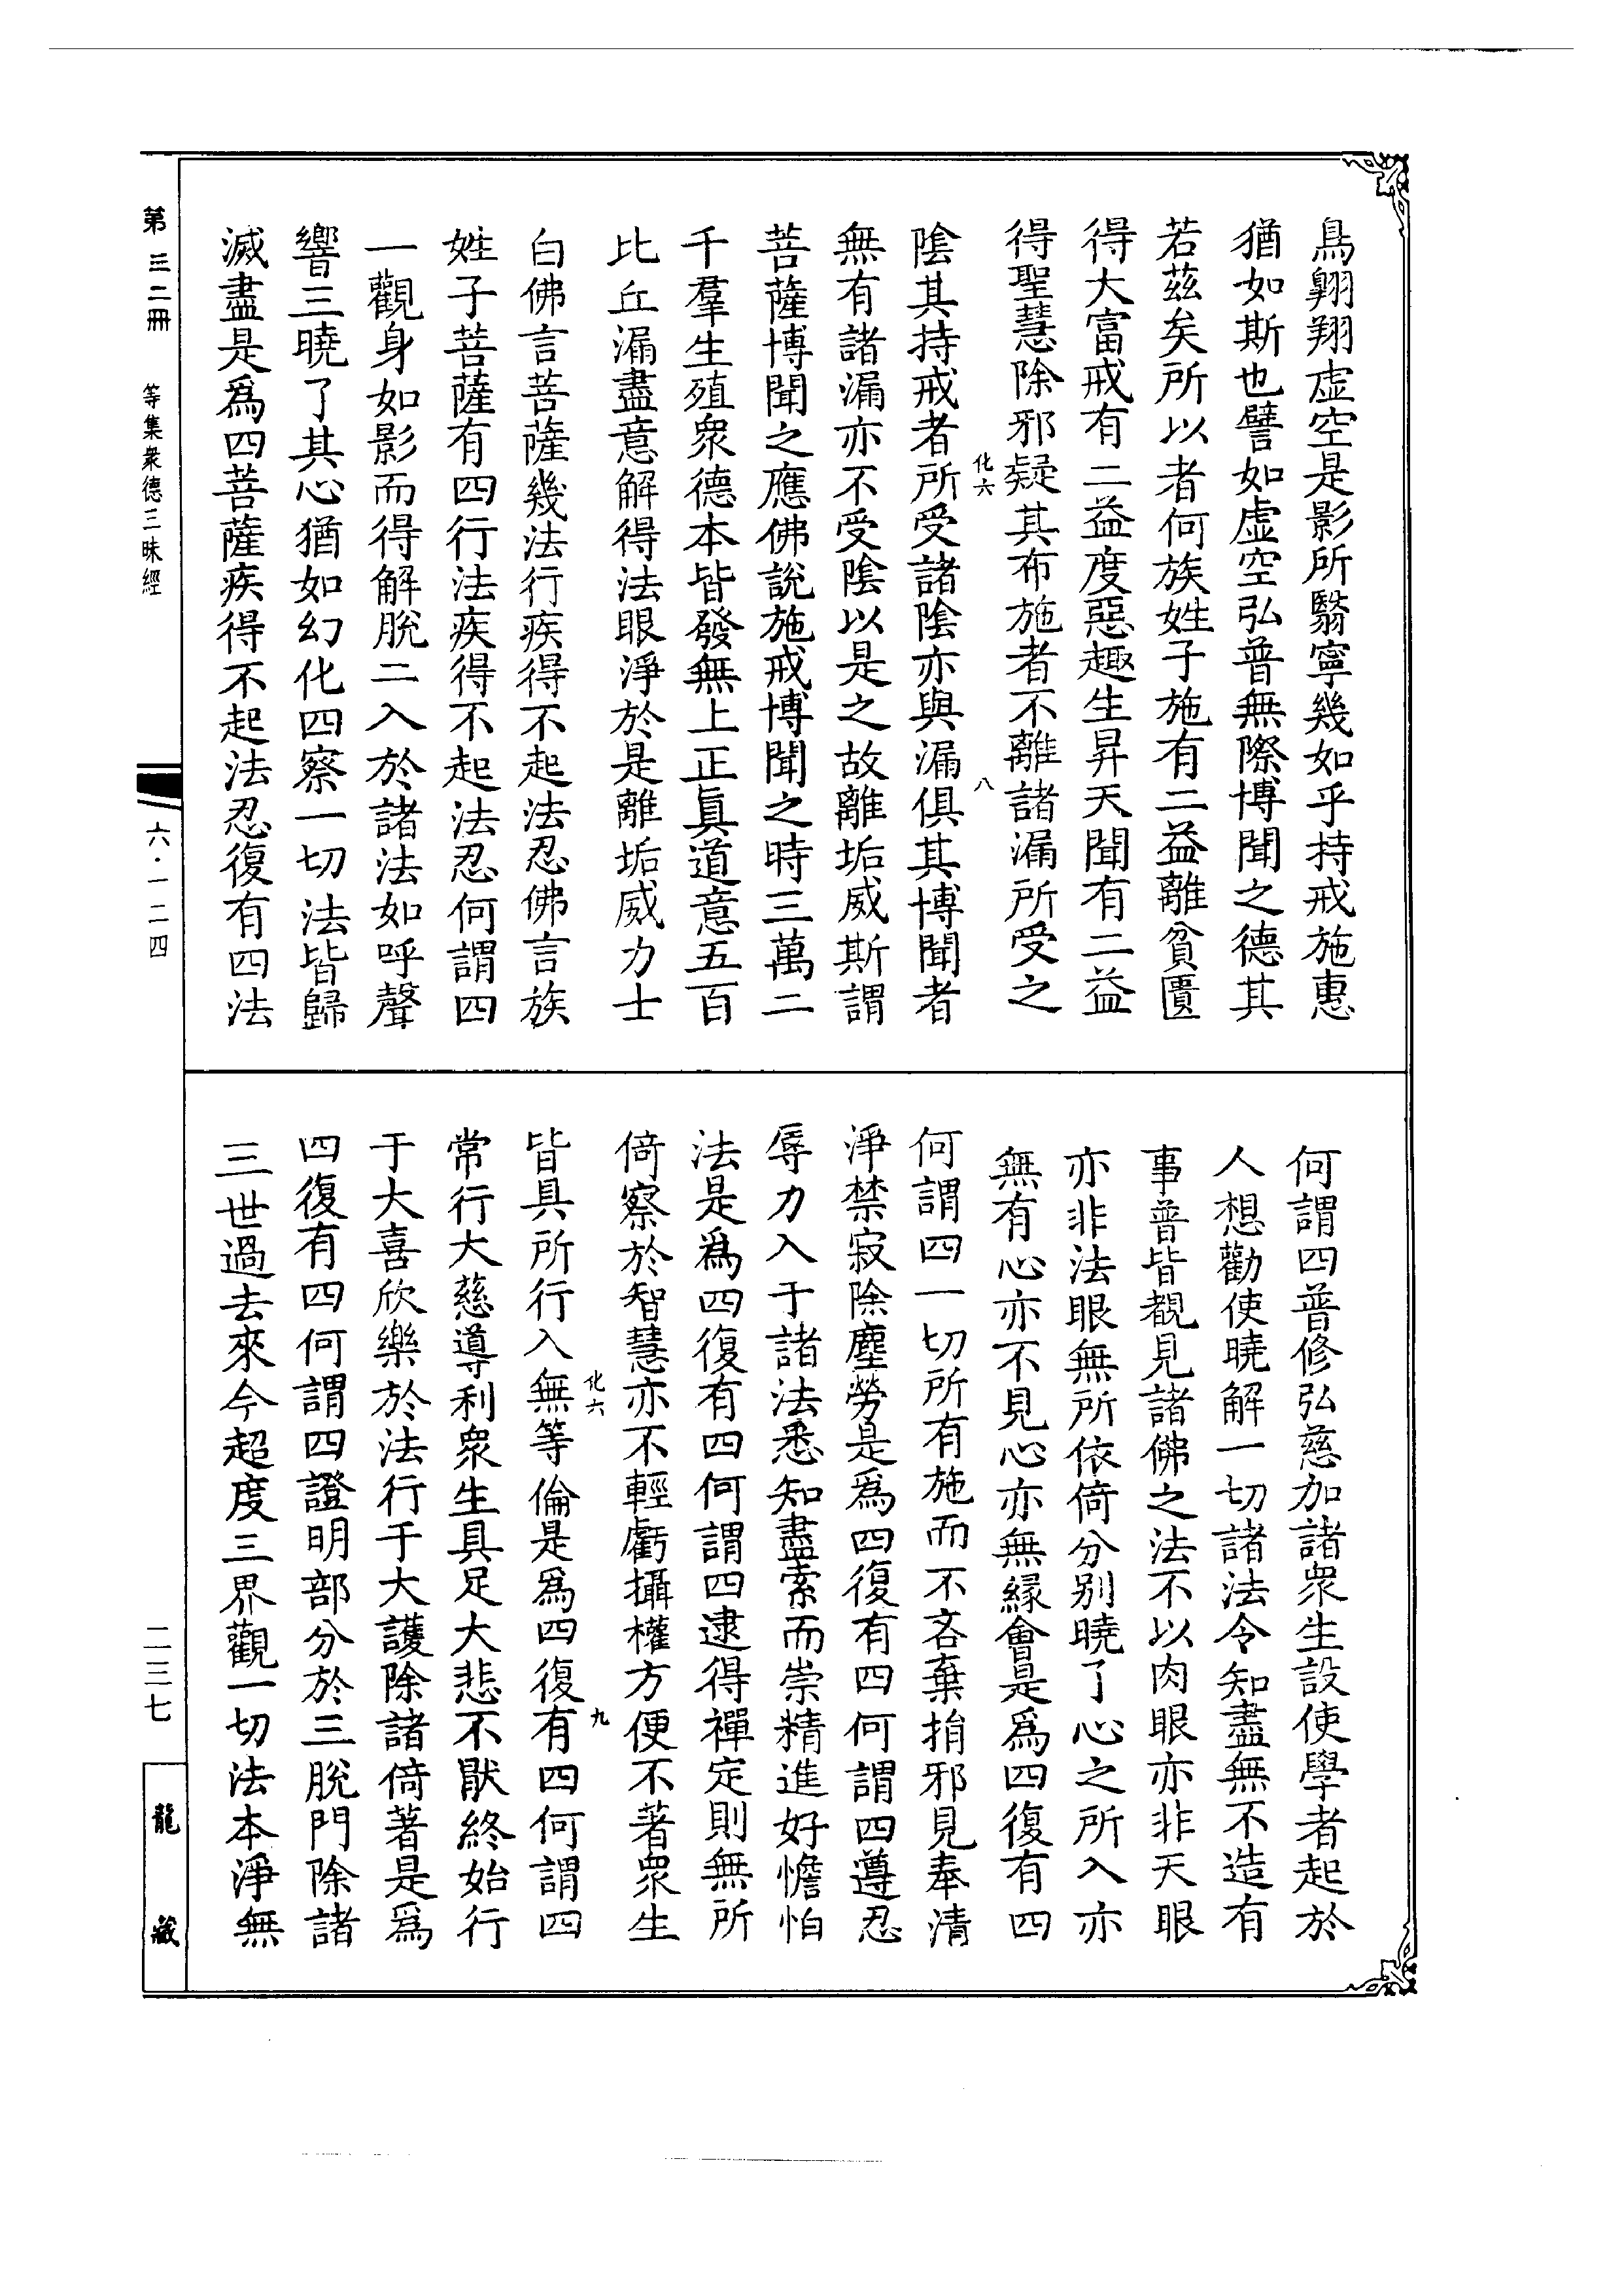 鳥翺翔虛空是影所翳寧幾如乎持戒施惠
猶如斯也譬如虛空弘普無際博聞之德其
若茲矣所以者何族姓子施有二益離貧匱
得大富戒有二益度惡趣生昇天聞有二益
得聖慧除邪疑其布施者不離諸漏所受之
化六
八
陰其持戒者所受諸陰亦與漏俱其博聞者
無有諸漏亦不受陰以是之故離垢威斯謂
菩薩博聞之應佛說施戒博聞之時三萬二
千羣生殖衆德本皆發無上正眞道意五百
比丘漏盡意解得法眼淨於是離垢威力士
白佛言菩薩幾法行疾得不起法忍佛言族
姓子菩薩有四行法疾得不起法忍何謂四
一觀身如影而得解脫二入於諸法如呼聲
響三曉了其心猶如幻化四察一切法皆歸
滅盡是爲四菩薩疾得不起法忍復有四法
何謂四普修弘慈加諸衆生設使學者起於
人想勸使曉解一切諸法令知盡無不造有
事普皆覩見諸佛之法不以肉眼亦非天眼
亦非法眼無所依倚分别曉了心之所入亦
無有心亦不見心亦無緣會是爲四復有四
何謂四一切所有施而不吝棄捐邪見奉清
淨禁寂除塵勞是爲四復有四何謂四遵忍
辱力入于諸法悉知盡索而崇精進好憺怕
法是爲四復有四何謂四逮得禪定則無所
倚察於智慧亦不輕虧攝權方便不著衆生
化六
九
皆具所行入無等倫是爲四復有四何謂四
常行大慈導利衆生具足大悲不厭終始行
于大喜欣樂於法行于大護除諸倚著是爲
四復有四何謂四證明部分於三脫門除諸
三世過去來今超度三界觀一切法本淨無
第三二冊
等集衆德三昧經
六·一二四
二三七
龍藏